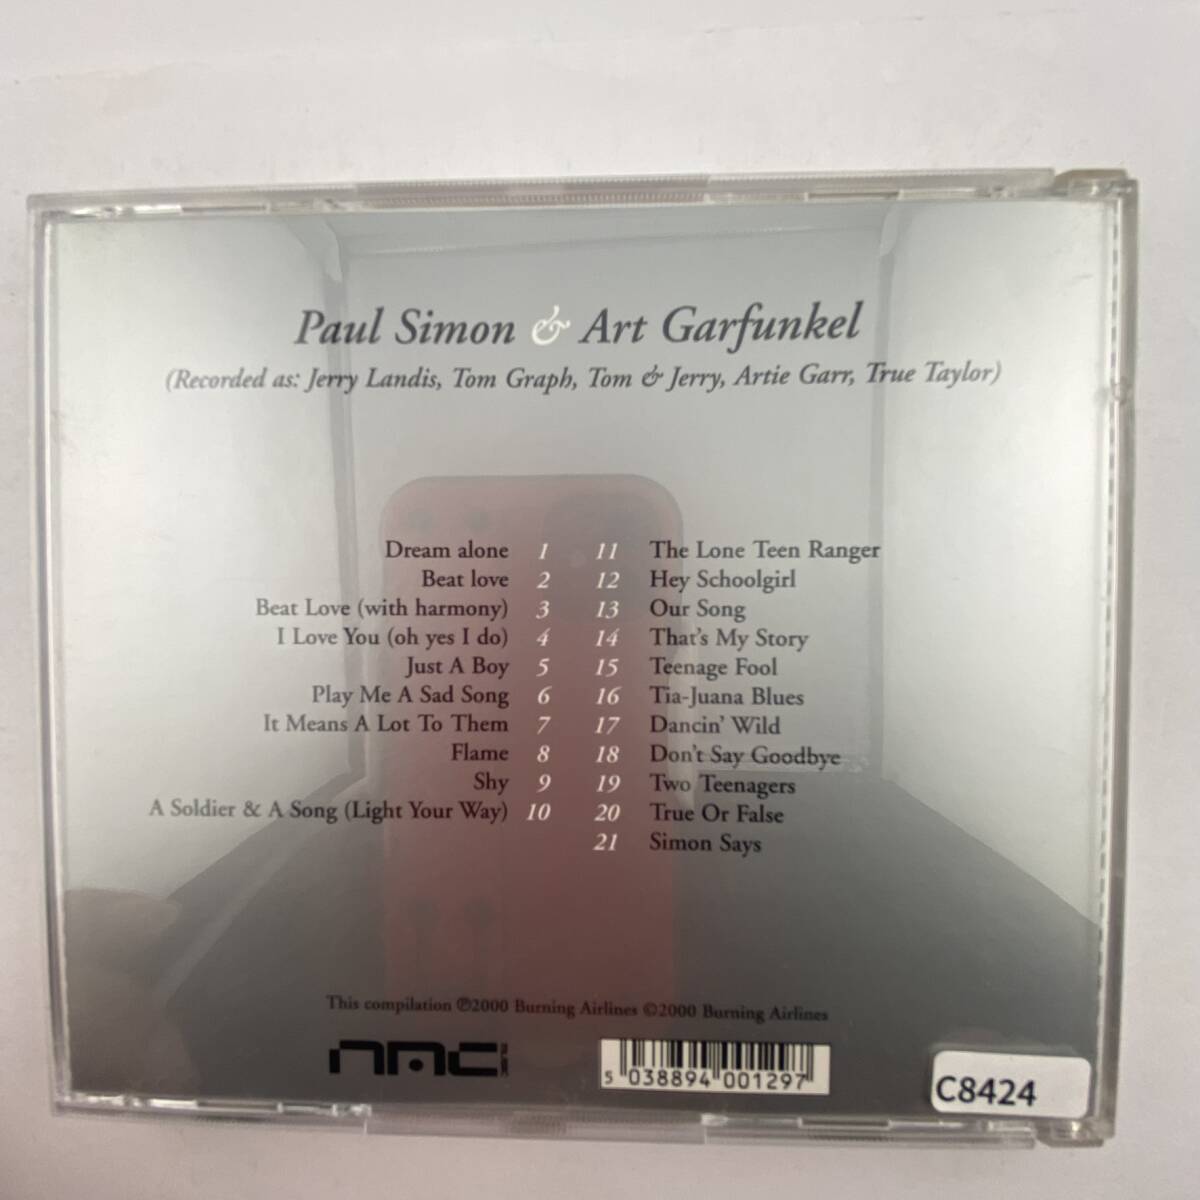 Paul Simon & Art Garfunkel
(Recorded as: Jerry Landis, Tom Graph, Tom & Jerry, Artie Garr, True Taylor)
Dream alone 1
Beat love 2
Beat Love (with harmony) 3
I Love You (oh yes I do) 4
Just A Boy 5
Play Me A Sad Song 6
It Means A Lot To Them 7
Flame 8
Shy 9
A Soldier & A Song (Light Your Way) 10
11 The Lone Teen Ranger
12 Hey Schoolgirl
13 Our Song
14 That's My Story
15 Teenage Fool
16 Tia-Juana Blues
17 Dancin' Wild
18 Don't Say Goodbye
19 Two Teenagers
20 True Or False
21 Simon Says
This compilation ℗2000 Burning Airlines ©2000 Burning Airlines
nmc
5 038894 001297
C8424